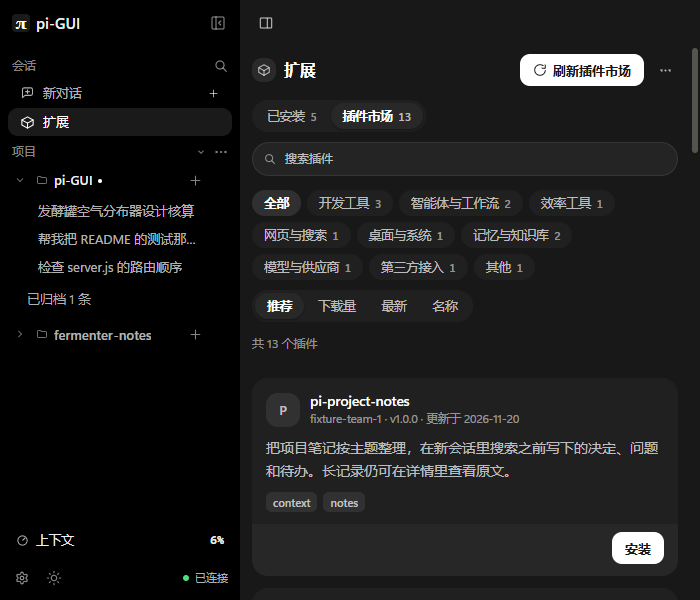 π pi-GUI
会话
新对话
扩展
项目
pi-GUI
发酵罐空气分布器设计核算
帮我把 README 的测试那...
检查 server.js 的路由顺序
已归档 1 条
fermenter-notes
上下文 6%
已连接
扩展
刷新插件市场
已安装 5 插件市场 13
搜索插件
全部 开发工具 3 智能体与工作流 2 效率工具 1
网页与搜索 1 桌面与系统 1 记忆与知识库 2
模型与供应商 1 第三方接入 1 其他 1
推荐 下载量 最新 名称
共 13 个插件
P
pi-project-notes
fixture-team-1 · v1.0.0 · 更新于 2026-11-20
把项目笔记按主题整理，在新会话里搜索之前写下的决定、问题
和待办。长记录仍可在详情里查看原文。
context notes
安装